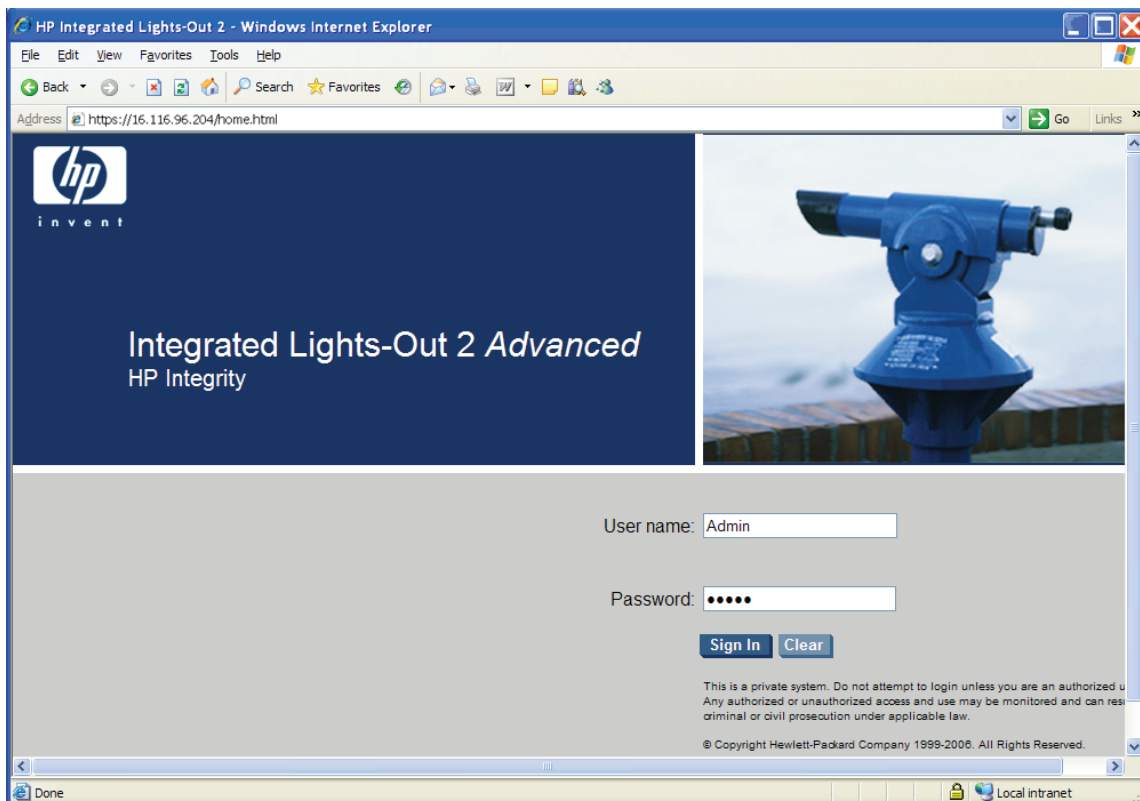 HP Integrated Lights-Out 2 - Windows Internet Explorer
File Edit View Favorites Tools Help
Back Search Favorites
Address https://16.116.96.204/home.html Go Links »
hp
invent
Integrated Lights-Out 2 Advanced
HP Integrity
User name: Admin
Password: •••••
Sign In Clear
This is a private system. Do not attempt to login unless you are an authorized u
Any authorized or unauthorized access and use may be monitored and can res
criminal or civil prosecution under applicable law.
© Copyright Hewlett-Packard Company 1999-2006. All Rights Reserved.
Done Local intranet